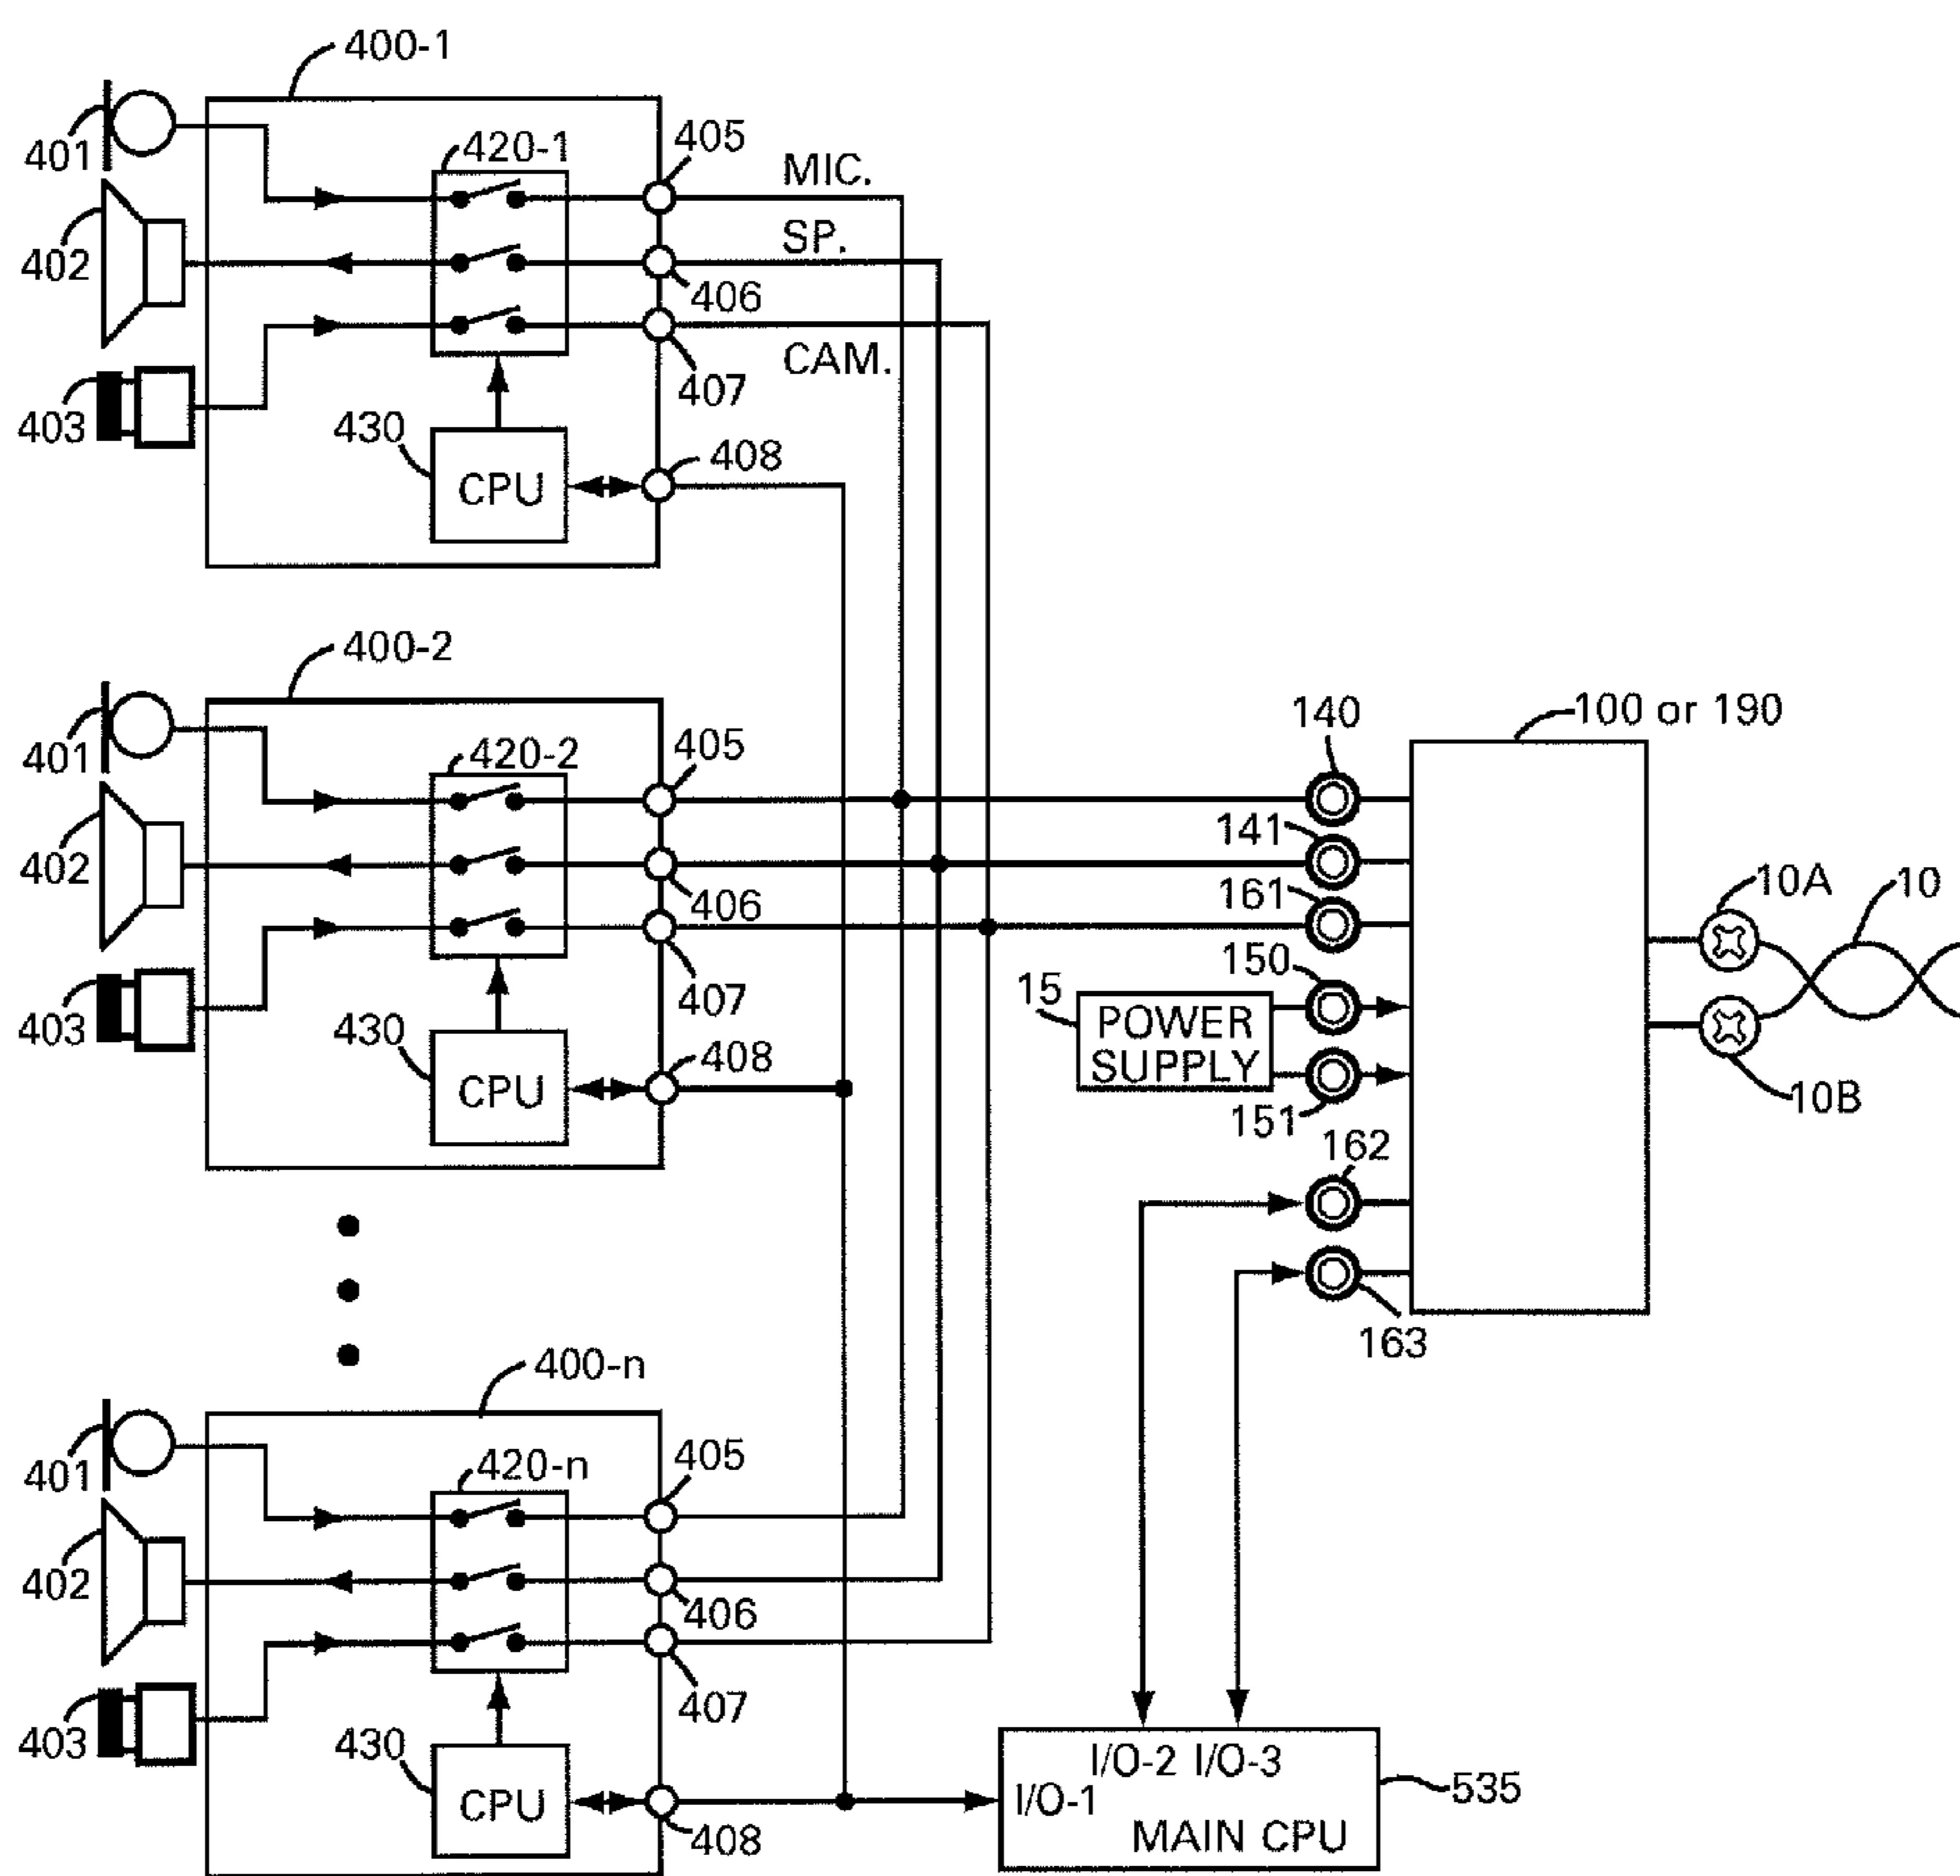 400-1
401
420-1
405
MIC.
402
SP.
406
403
407
CAM.
430
408
CPU
400-2
401
420-2
405
402
406
403
407
430
408
CPU
140
100 or 190
141
161
10A
10
150
15
POWER
SUPPLY
151
10B
162
163
400-n
401
420-n
405
402
406
403
407
430
CPU
408
I/O-2 I/O-3
I/O-1
535
MAIN CPU